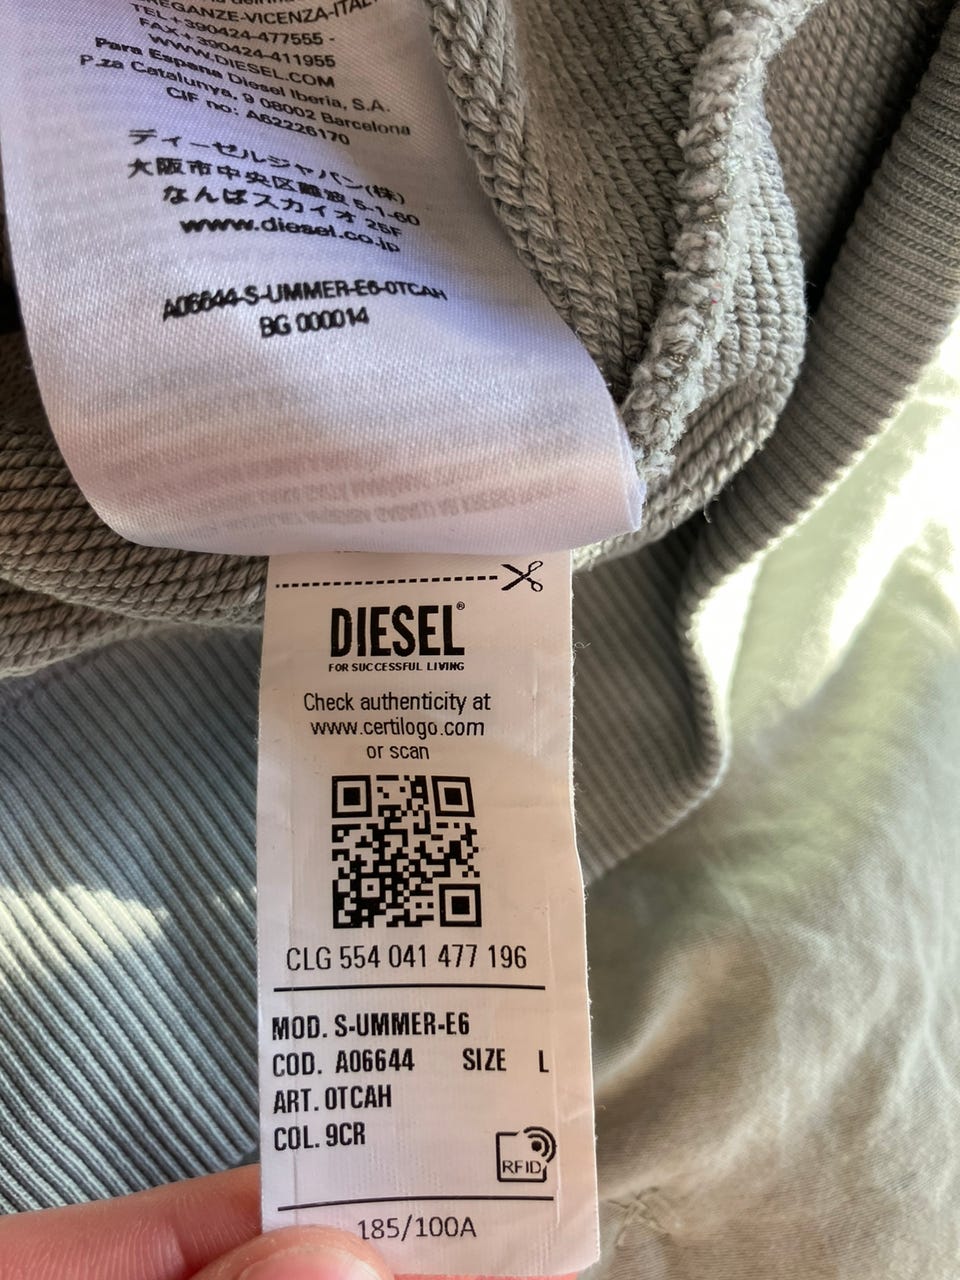 TEL+390424-477555 -
FAX+390424-411955
WWW.DIESEL.COM
Para Espana Diesel Iberia, S.A.
P.za Catalunya, 9 08002 Barcelona
CIF no: A62226170
ディーゼルジャパン(株)
大阪市中央区難波 5-1-60
なんばスカイオ 25F
www.diesel.co.jp
A06644-S-UMMER-E6-0TCAH
BG 000014
DIESEL®
FOR SUCCESSFUL LIVING
Check authenticity at
www.certilogo.com
or scan
CLG 554 041 477 196
MOD. S-UMMER-E6
COD. A06644 SIZE L
ART. 0TCAH
COL. 9CR
RFID
185/100A